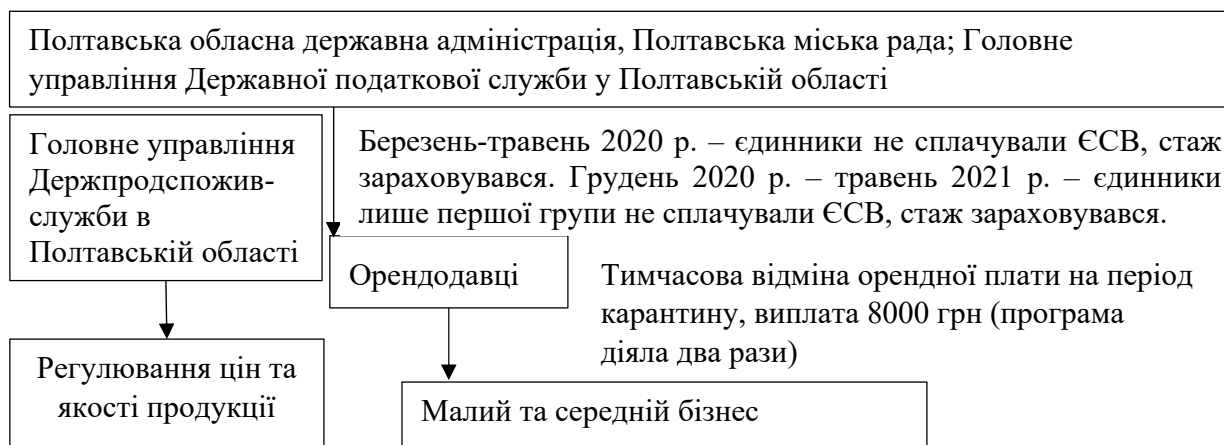 Полтавська обласна державна адміністрація, Полтавська міська рада; Головне
управління Державної податкової служби у Полтавській області
Головне управління
Держпродспожив-
служби в
Полтавській області
Березень-травень 2020 р. – єдинники не сплачували ЄСВ, стаж
зараховувався. Грудень 2020 р. – травень 2021 р. – єдинники
лише першої групи не сплачували ЄСВ, стаж зараховувався.
Орендодавці
Тимчасова відміна орендної плати на період
карантину, виплата 8000 грн (програма
діяла два рази)
Регулювання цін та
якості продукції
Малий та середній бізнес